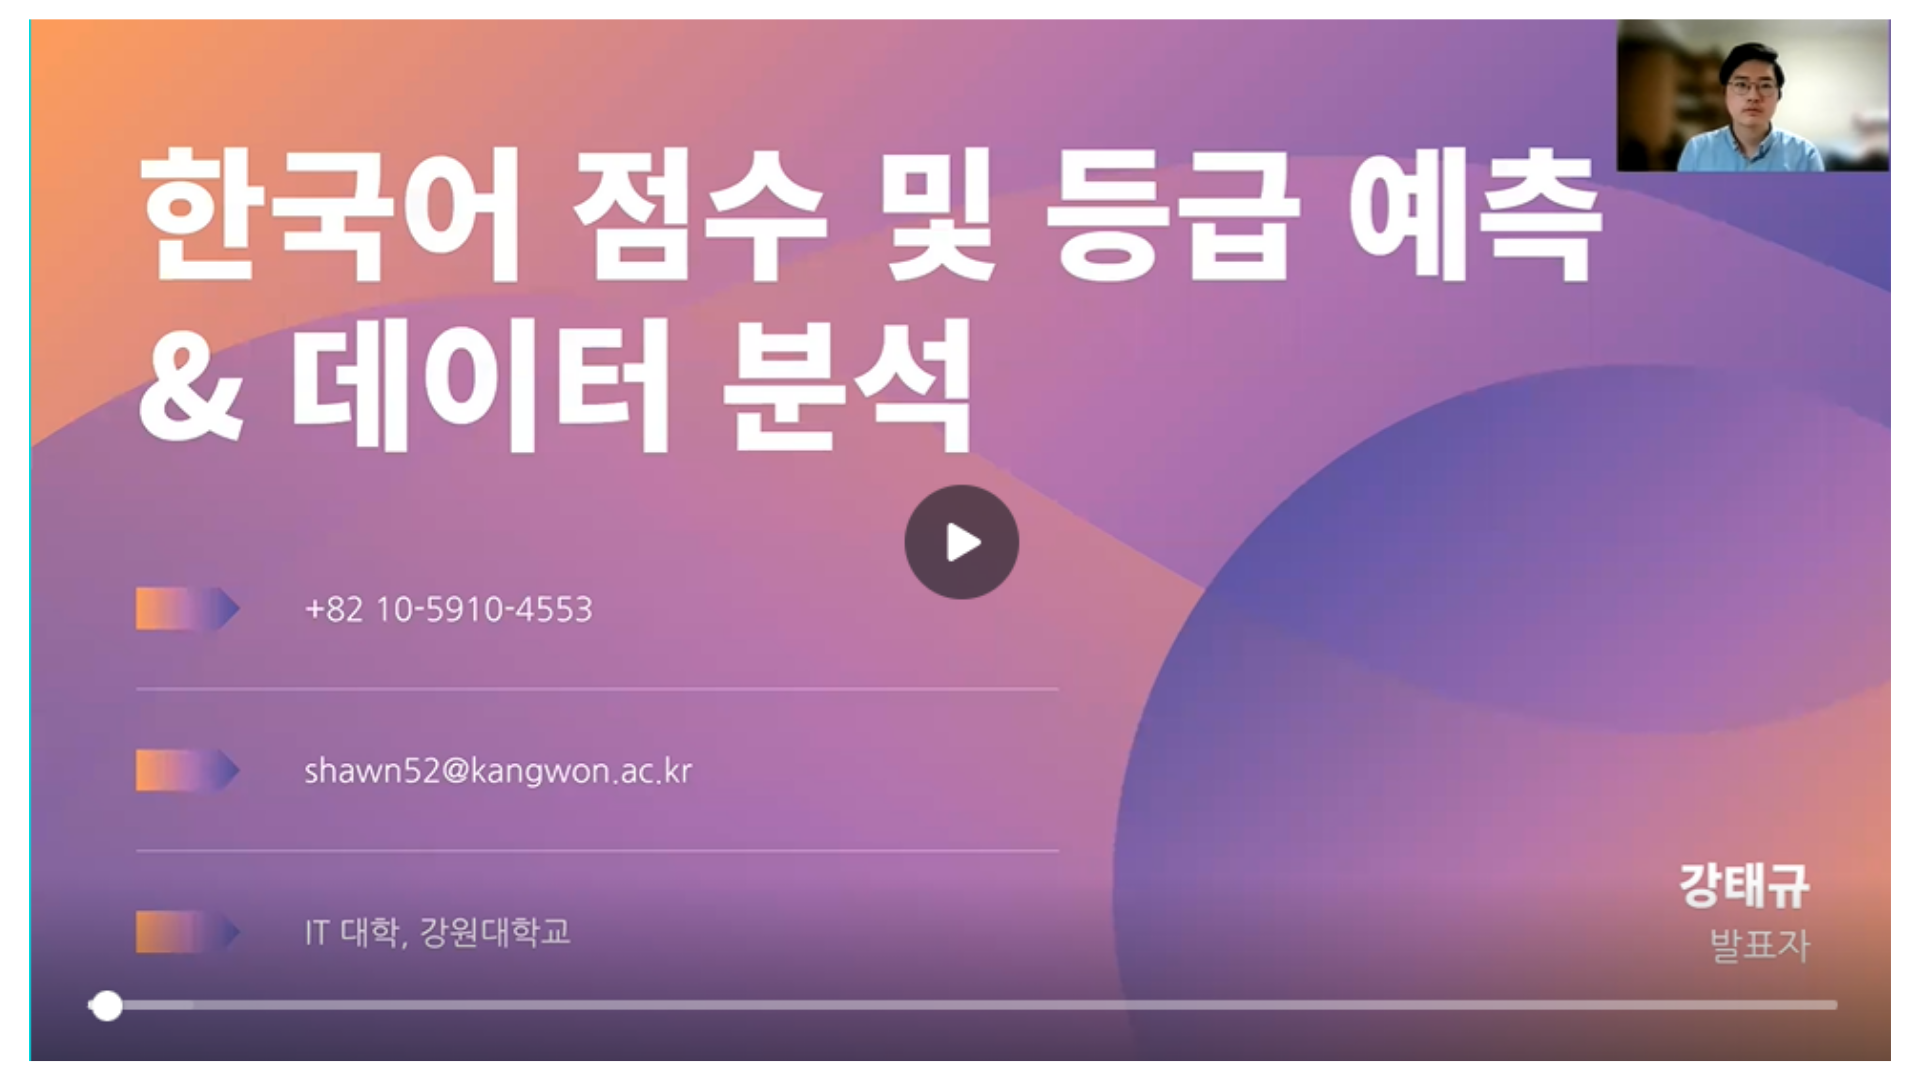 한국어 점수 및 등급 예측
& 데이터 분석
+82 10-5910-4553
shawn52@kangwon.ac.kr
IT 대학, 강원대학교
강태규
발표자